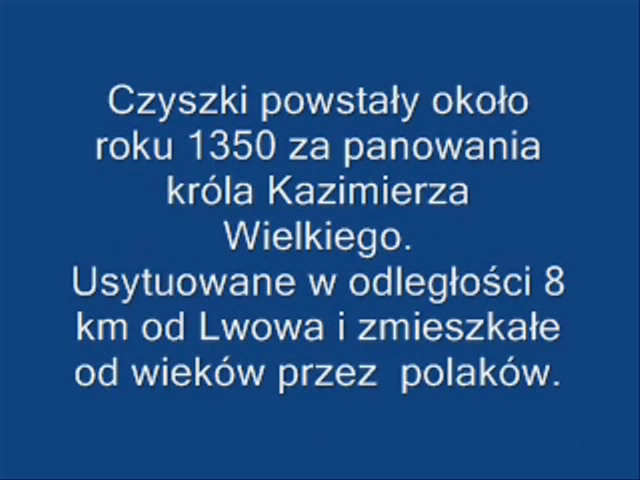 Czyszki powstały około
roku 1350 za panowania
króla Kazimierza
Wielkiego.
Usytuowane w odległości 8
km od Lwowa i zmieszkałe
od wieków przez  polaków.